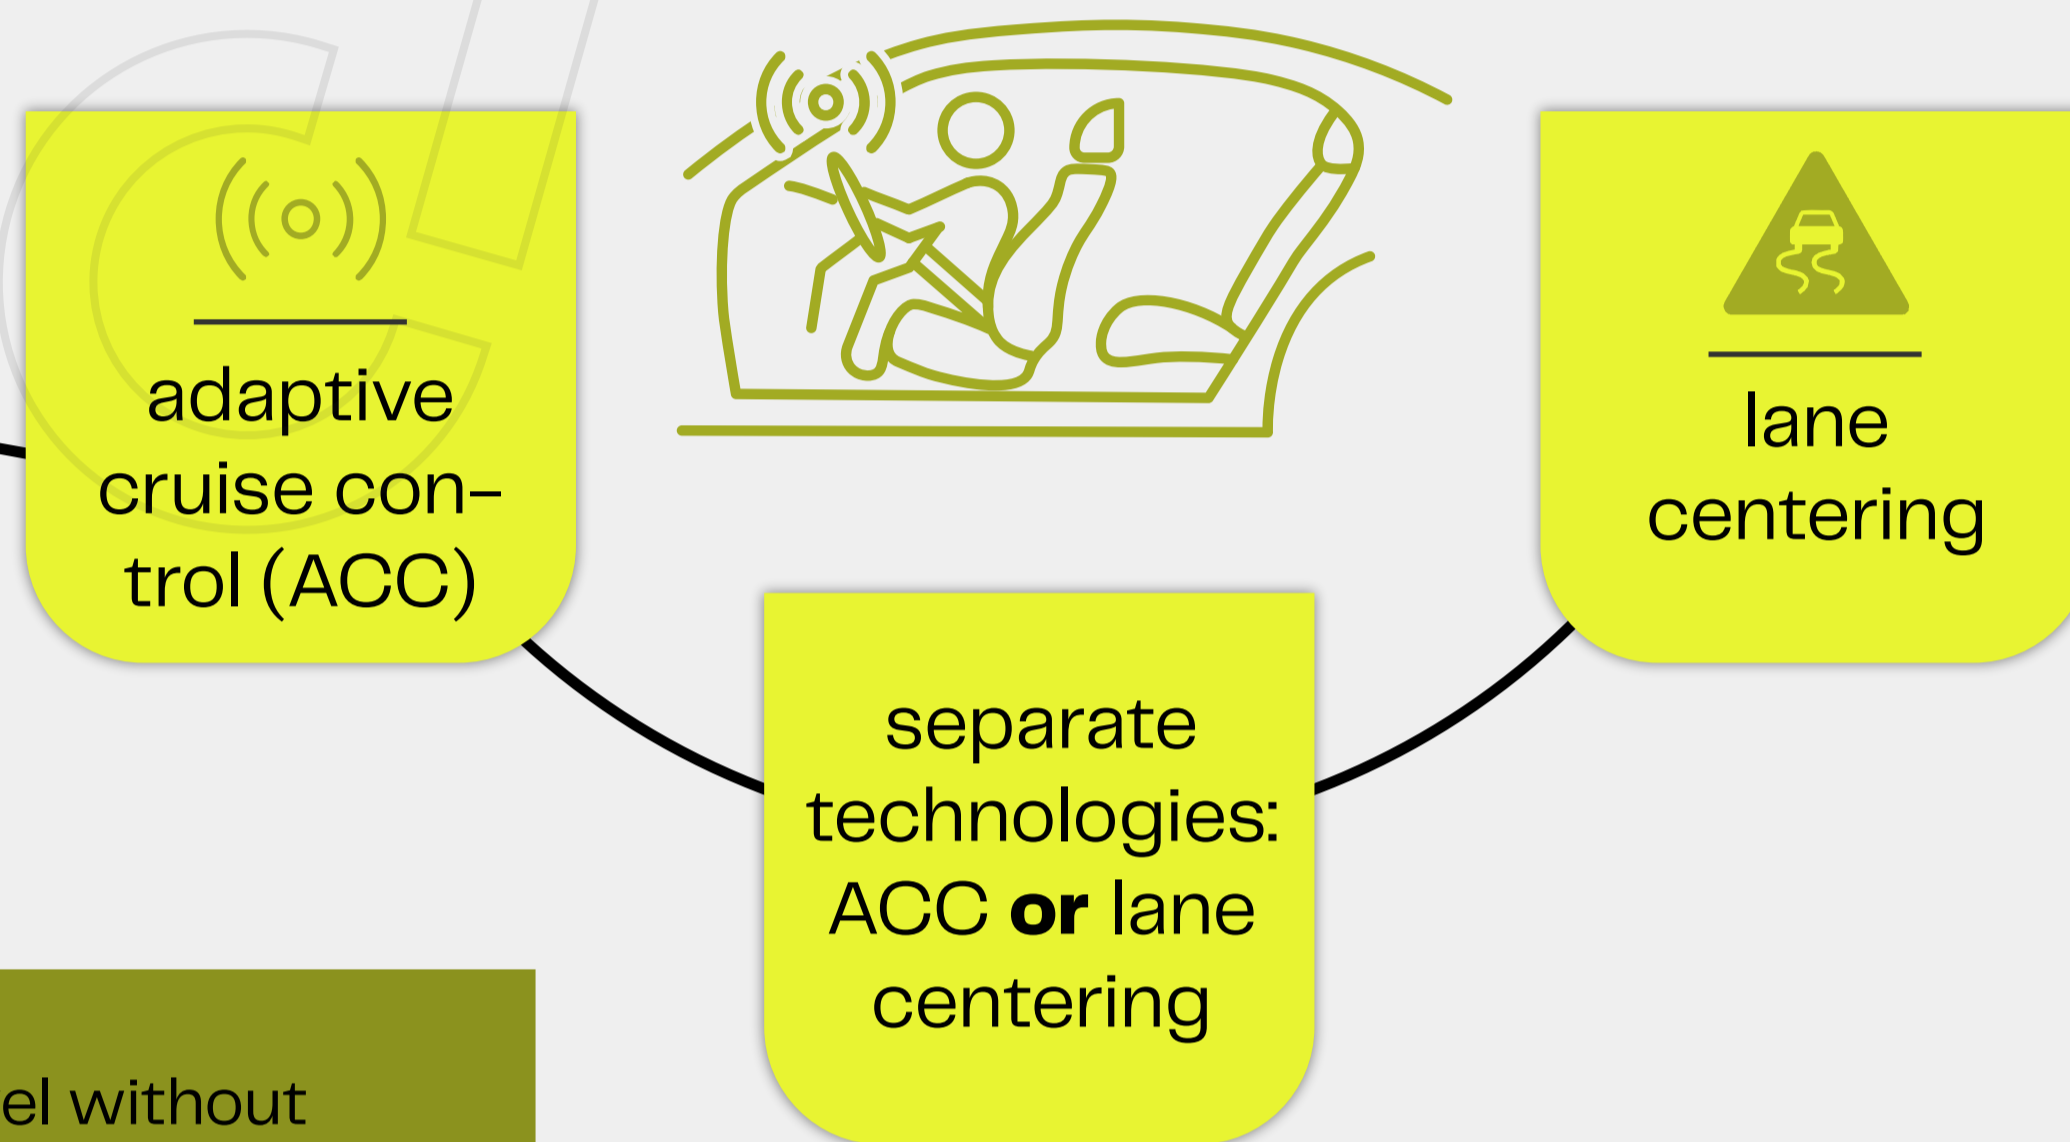 adaptive
cruise con-
trol (ACC)
lane
centering
separate
technologies:
ACC or lane
centering
el without